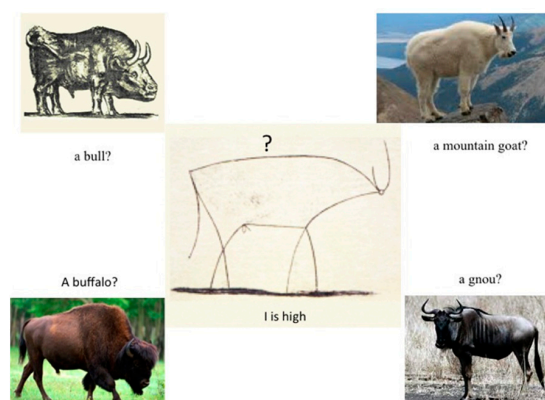 ?
a bull?
a mountain goat?
A buffalo?
a gnou?
I is high